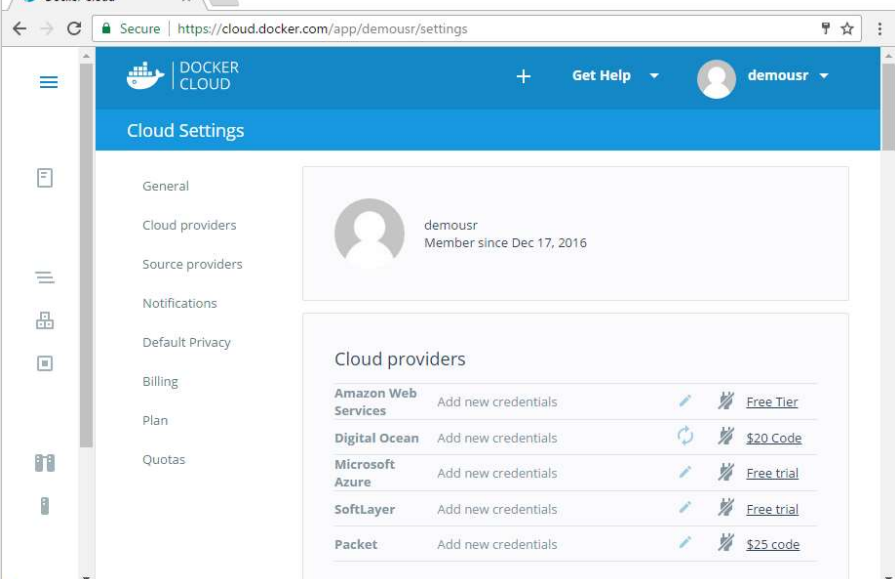 Secure | https://cloud.docker.com/app/demousr/settings
DOCKER
CLOUD
+ Get Help demousr
Cloud Settings
General
Cloud providers
Source providers
Notifications
Default Privacy
Billing
Plan
Quotas
demousr
Member since Dec 17, 2016
Cloud providers
Amazon Web
Services
Add new credentials Free Tier
Digital Ocean Add new credentials $20 Code
Microsoft
Azure
Add new credentials Free trial
SoftLayer Add new credentials Free trial
Packet Add new credentials $25 code